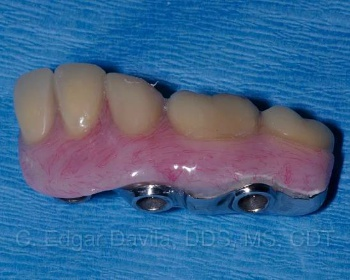 C. Edgar Davila, DDS, MS, CDT